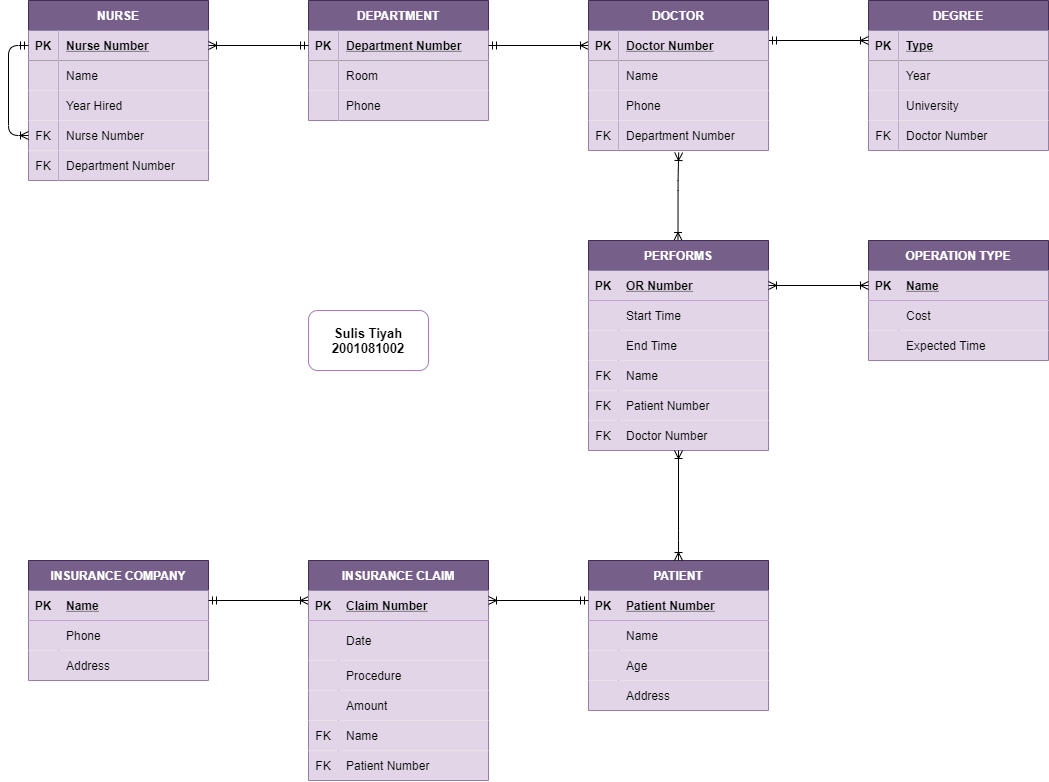 NURSE
PK Nurse Number
Name
Year Hired
FK Nurse Number
FK Department Number
DEPARTMENT
PK Department Number
Room
Phone
DOCTOR
PK Doctor Number
Name
Phone
FK Department Number
DEGREE
PK Type
Year
University
FK Doctor Number
PERFORMS
PK OR Number
Start Time
End Time
FK Name
FK Patient Number
FK Doctor Number
OPERATION TYPE
PK Name
Cost
Expected Time
Sulis Tiyah
2001081002
INSURANCE COMPANY
PK Name
Phone
Address
INSURANCE CLAIM
PK Claim Number
Date
Procedure
Amount
FK Name
FK Patient Number
PATIENT
PK Patient Number
Name
Age
Address